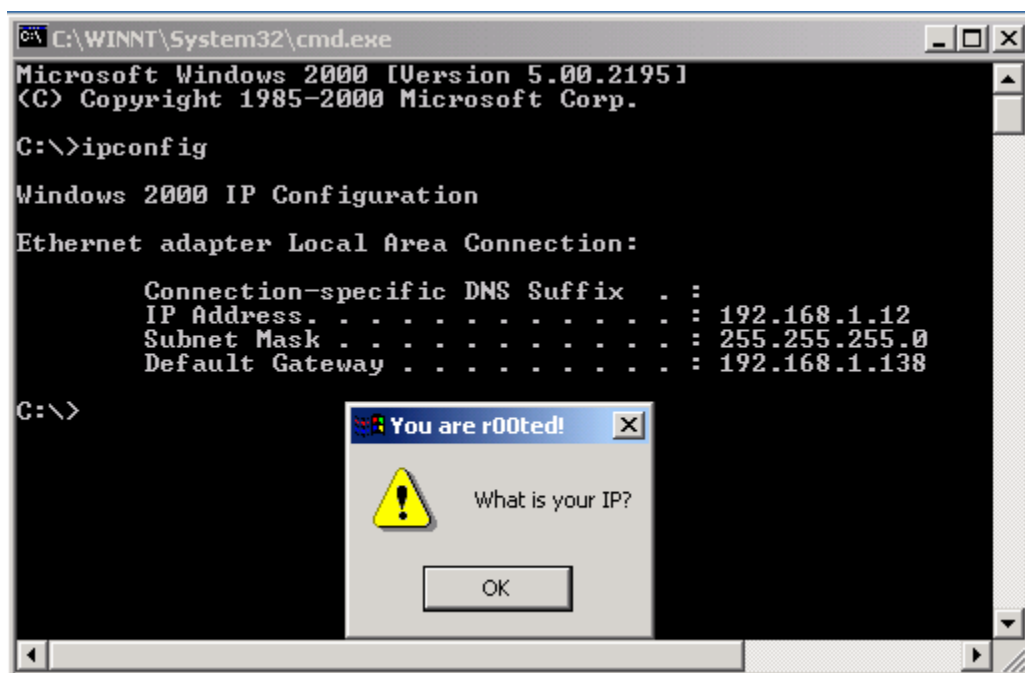 C:\WINNT\System32\cmd.exe
Microsoft Windows 2000 [Version 5.00.2195]
(C) Copyright 1985-2000 Microsoft Corp.
C:\>ipconfig
Windows 2000 IP Configuration
Ethernet adapter Local Area Connection:
Connection-specific DNS Suffix . :
IP Address. . . . . . . . . . . . : 192.168.1.12
Subnet Mask . . . . . . . . . . . : 255.255.255.0
Default Gateway . . . . . . . . . : 192.168.1.138
C:\>
You are r00ted!
What is your IP?
OK